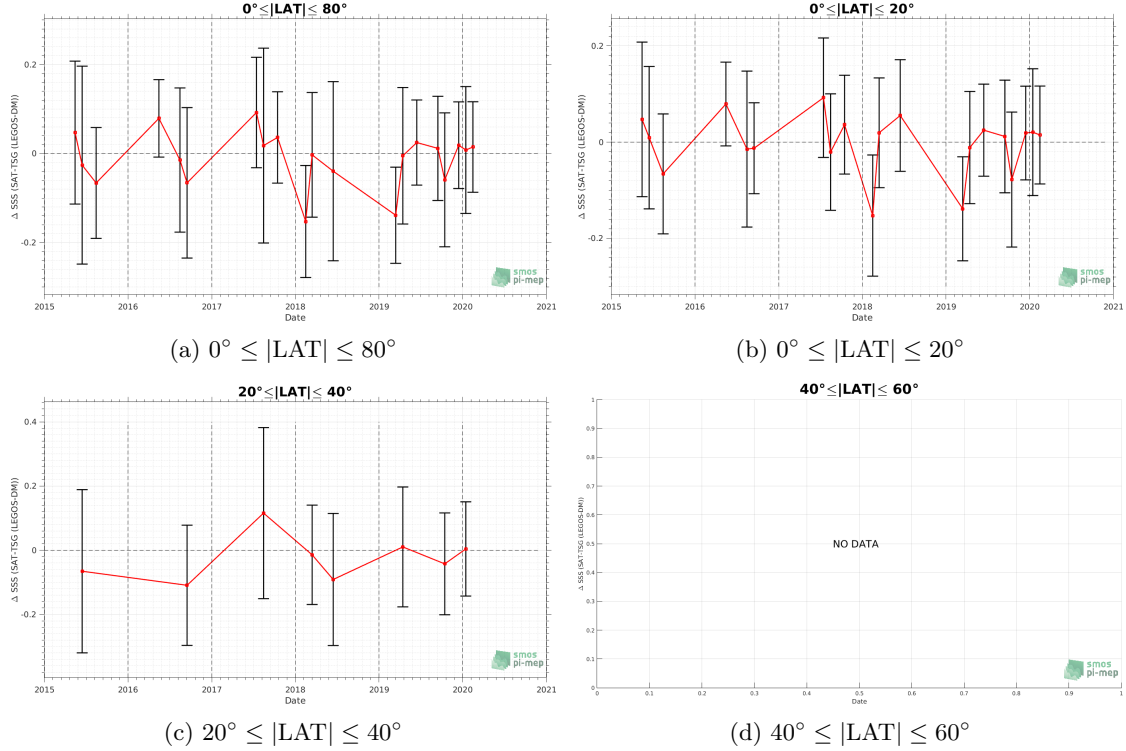 0°≤|LAT|≤ 80°
Δ SSS (SAT-TSG (LEGOS-DM))
0.2
0
-0.2
2015 2016 2017 2018 2019 2020 2021
Date
smos
pi-mep
(a) 0° ≤ |LAT| ≤ 80°
0°≤|LAT|≤ 20°
Δ SSS (SAT-TSG (LEGOS-DM))
0.2
0
-0.2
2015 2016 2017 2018 2019 2020 2021
Date
smos
pi-mep
(b) 0° ≤ |LAT| ≤ 20°
20°≤|LAT|≤ 40°
Δ SSS (SAT-TSG (LEGOS-DM))
0.4
0.2
0
-0.2
2015 2016 2017 2018 2019 2020 2021
Date
smos
pi-mep
(c) 20° ≤ |LAT| ≤ 40°
40°≤|LAT|≤ 60°
Δ SSS (SAT-TSG (LEGOS-DM))
1
0.9
0.8
0.7
0.6
0.5
0.4
0.3
0.2
0.1
0
NO DATA
0 0.1 0.2 0.3 0.4 0.5 0.6 0.7 0.8 0.9 1
Date
smos
pi-mep
(d) 40° ≤ |LAT| ≤ 60°